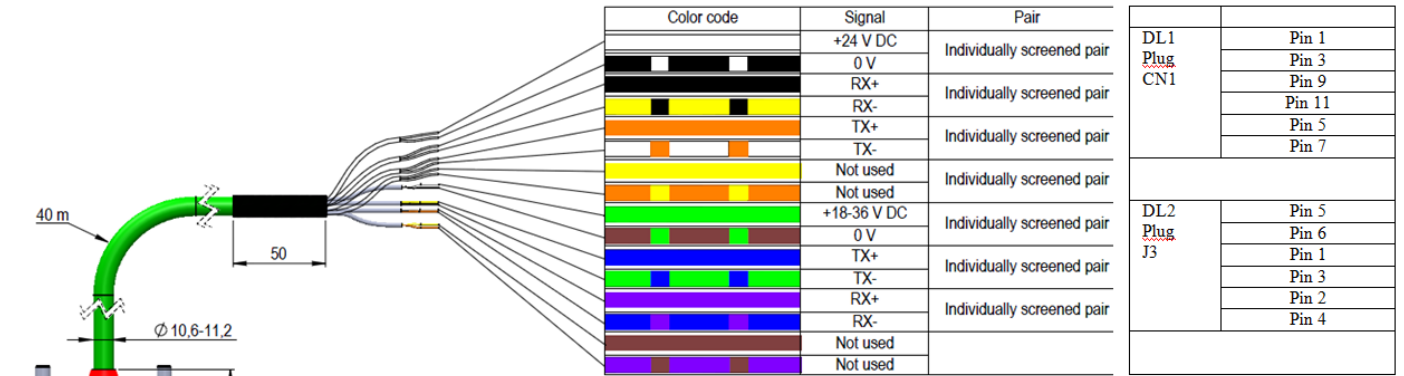 Color code Signal Pair
+24 V DC Individually screened pair
0 V
RX+ Individually screened pair
RX-
TX+ Individually screened pair
TX-
Not used Individually screened pair
Not used
+18-36 V DC Individually screened pair
0 V
TX+ Individually screened pair
TX-
RX+ Individually screened pair
RX-
Not used
Not used
40 m
50
Ø 10,6-11,2
DL1 Pin 1
Plug Pin 3
CN1 Pin 9
Pin 11
Pin 5
Pin 7
DL2 Pin 5
Plug Pin 6
J3 Pin 1
Pin 3
Pin 2
Pin 4